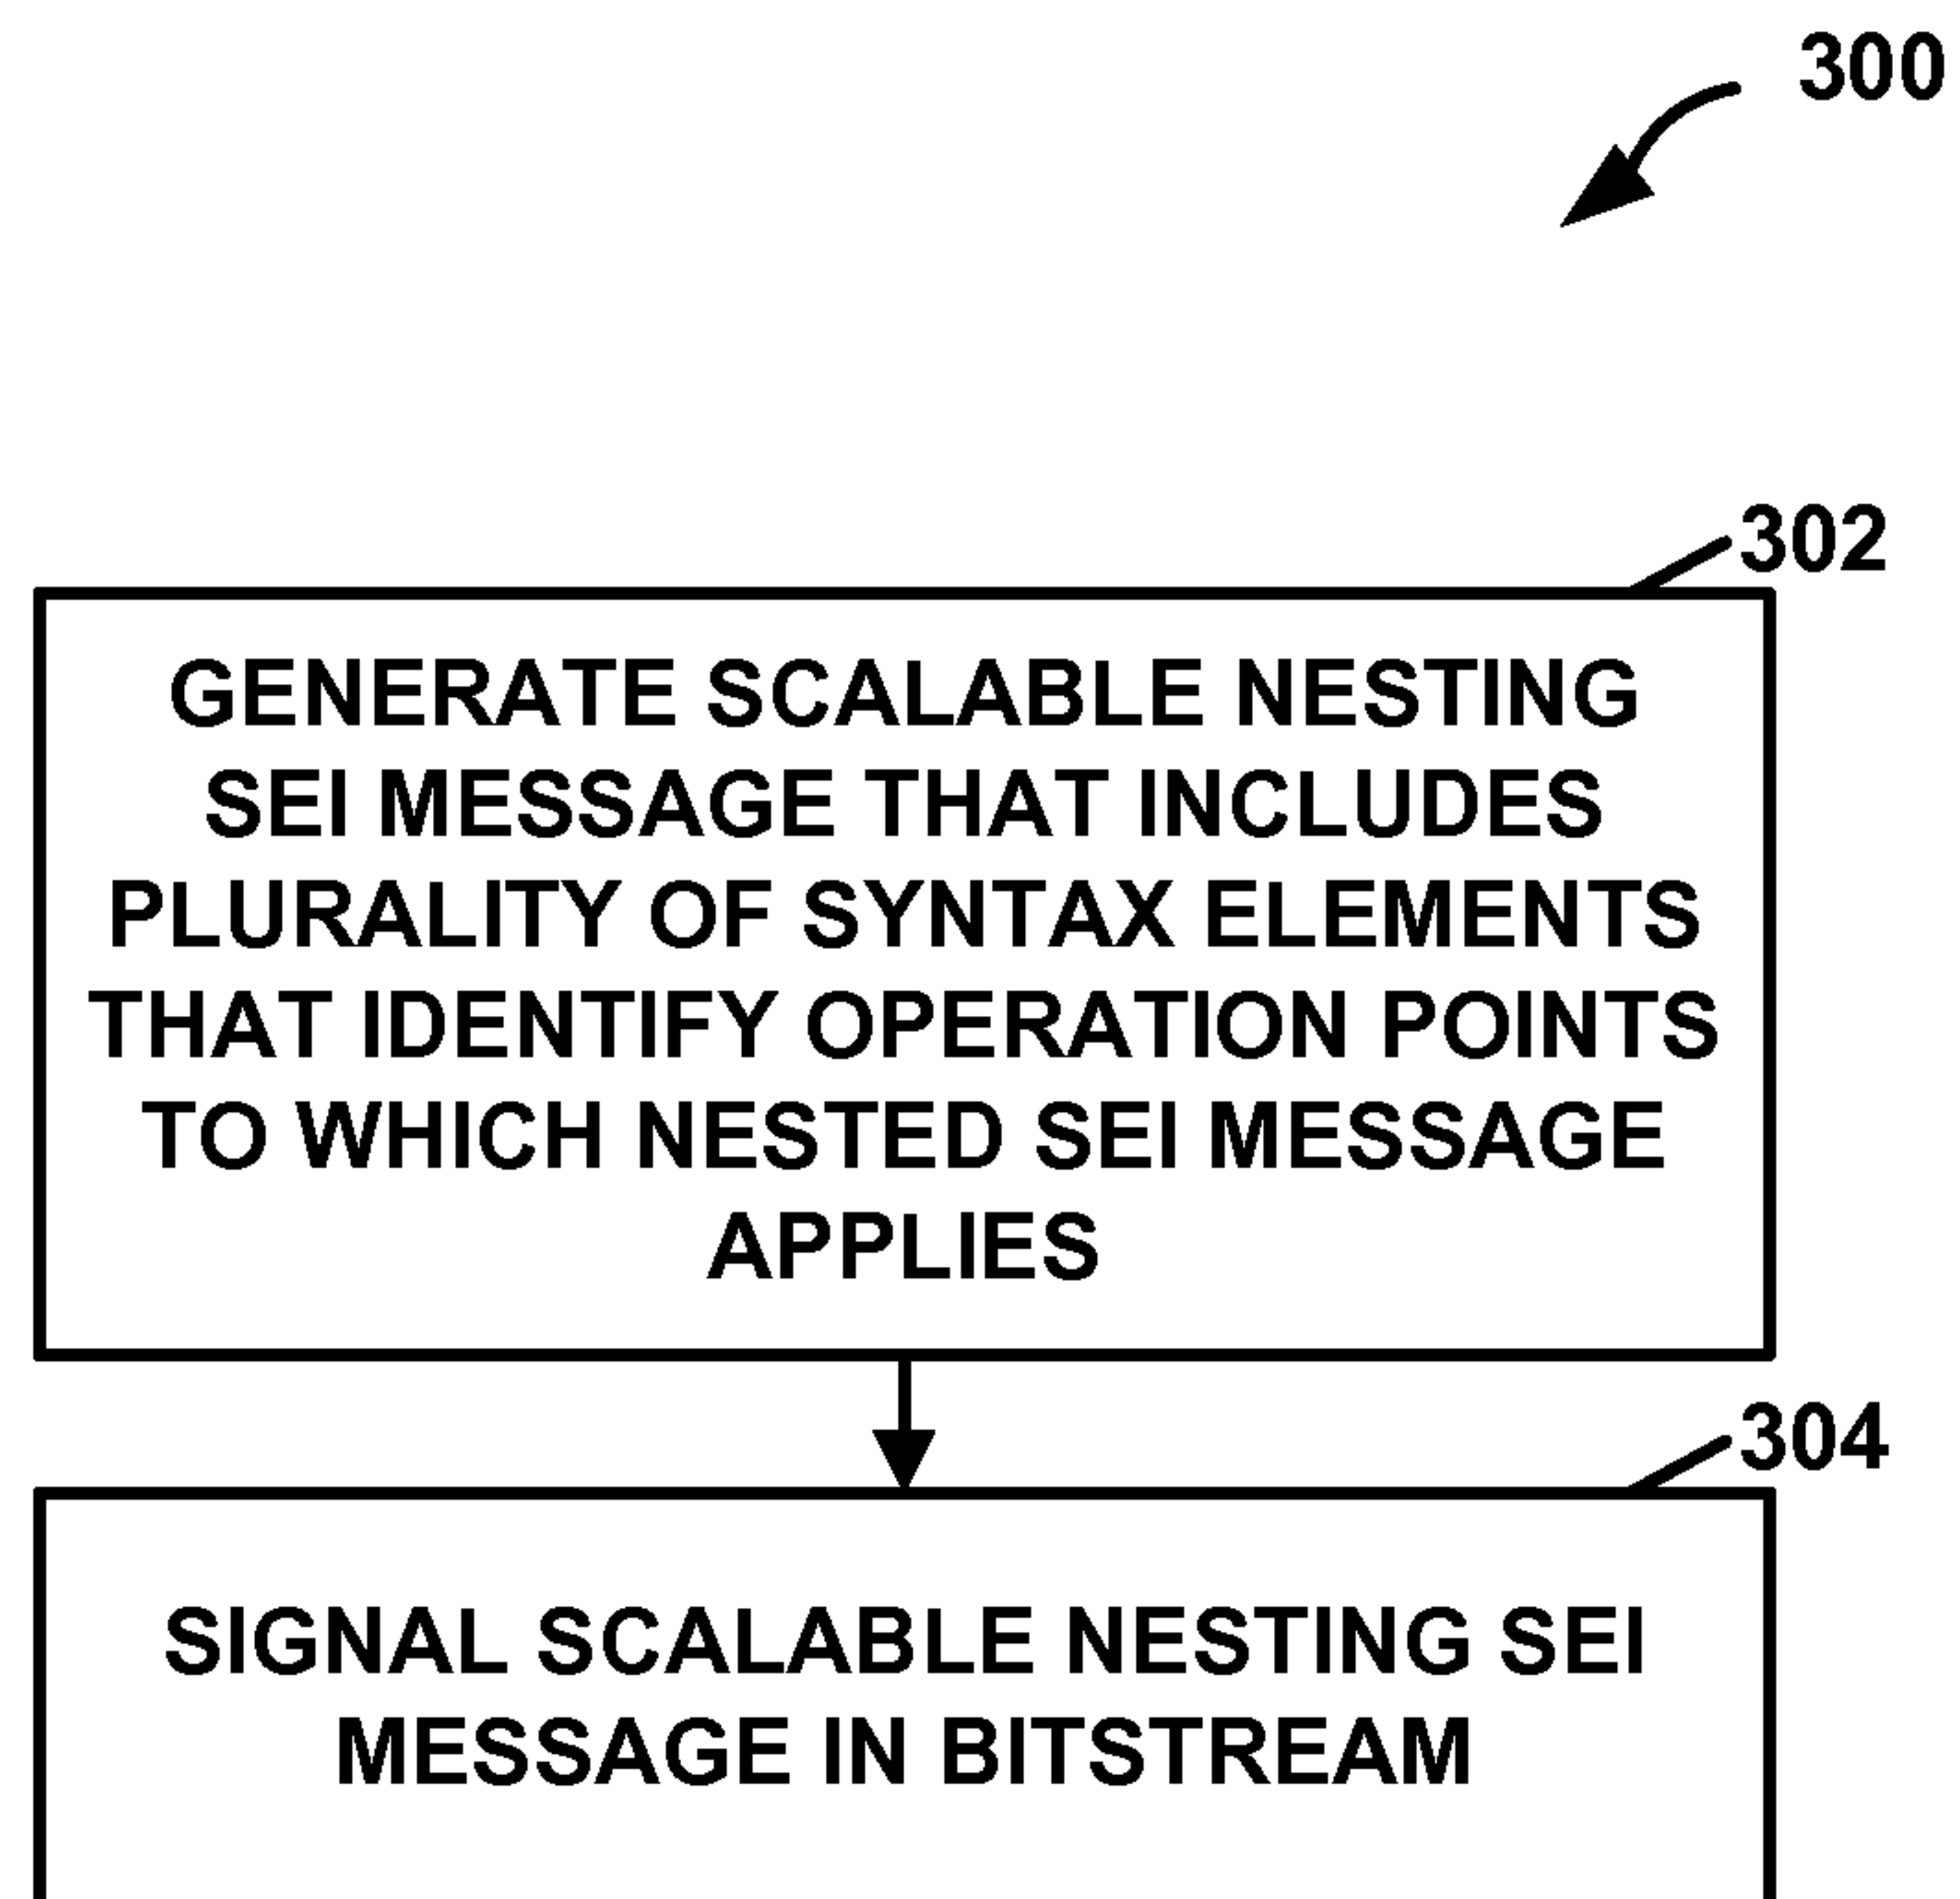 300
302
GENERATE SCALABLE NESTING
SEI MESSAGE THAT INCLUDES
PLURALITY OF SYNTAX ELEMENTS
THAT IDENTIFY OPERATION POINTS
TO WHICH NESTED SEI MESSAGE
APPLIES
304
SIGNAL SCALABLE NESTING SEI
MESSAGE IN BITSTREAM